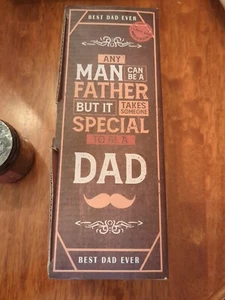 BEST DAD EVER
ANY
MAN CAN BE A
FATHER
BUT IT TAKES SOMEONE
SPECIAL
TO BE A
DAD
BEST DAD EVER